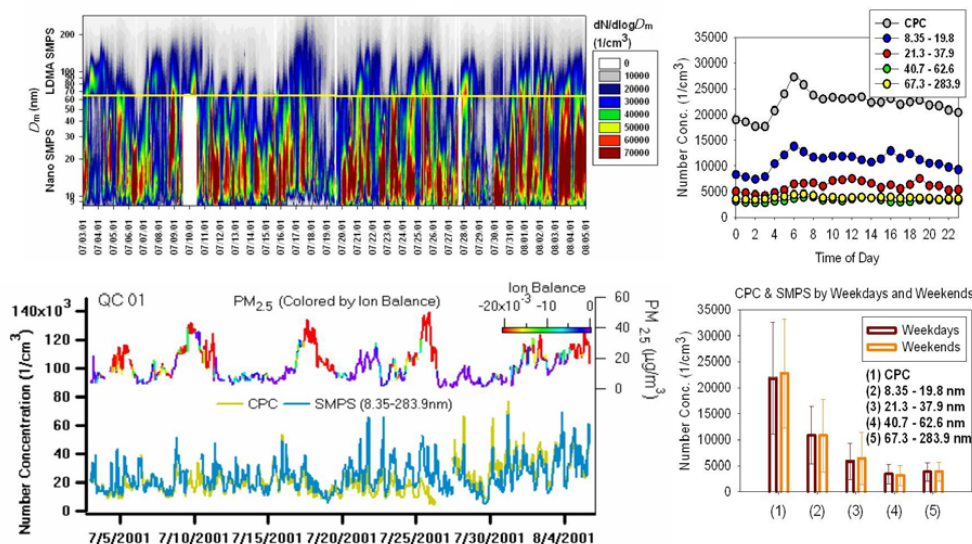 LDMA SMPS
Nano SMPS
Dm (nm)
200
100
80
70
60
50
40
30
20
10
07/03/01
07/04/01
07/05/01
07/06/01
07/07/01
07/08/01
07/09/01
07/10/01
07/11/01
07/12/01
07/13/01
07/14/01
07/15/01
07/16/01
07/17/01
07/18/01
07/19/01
07/20/01
07/21/01
07/22/01
07/23/01
07/24/01
07/25/01
07/26/01
07/27/01
07/28/01
07/29/01
07/30/01
07/31/01
08/01/01
08/02/01
08/03/01
08/04/01
08/05/01
dN/dlogDm
(1/cm3)
0
10000
20000
30000
40000
50000
60000
70000
CPC
8.35 - 19.8
21.3 - 37.9
40.7 - 62.6
67.3 - 283.9
Number Conc. (1/cm3)
35000
30000
25000
20000
15000
10000
5000
0
0 2 4 6 8 10 12 14 16 18 20 22
Time of Day
QC 01
PM2.5 (Colored by Ion Balance)
Ion Balance
-20x10-3 -10 0
Number Concentration (1/cm3)
140x103
120
100
80
60
40
20
0
60
40
20
0
PM 2.5 (µg/m3)
CPC SMPS (8.35-283.9nm)
7/5/2001 7/10/2001 7/15/2001 7/20/2001 7/25/2001 7/30/2001 8/4/2001
CPC & SMPS by Weekdays and Weekends
Number Conc. (1/cm3)
35000
30000
25000
20000
15000
10000
5000
0
Weekdays
Weekends
(1) CPC
(2) 8.35 - 19.8 nm
(3) 21.3 - 37.9 nm
(4) 40.7 - 62.6 nm
(5) 67.3 - 283.9 nm
(1) (2) (3) (4) (5)